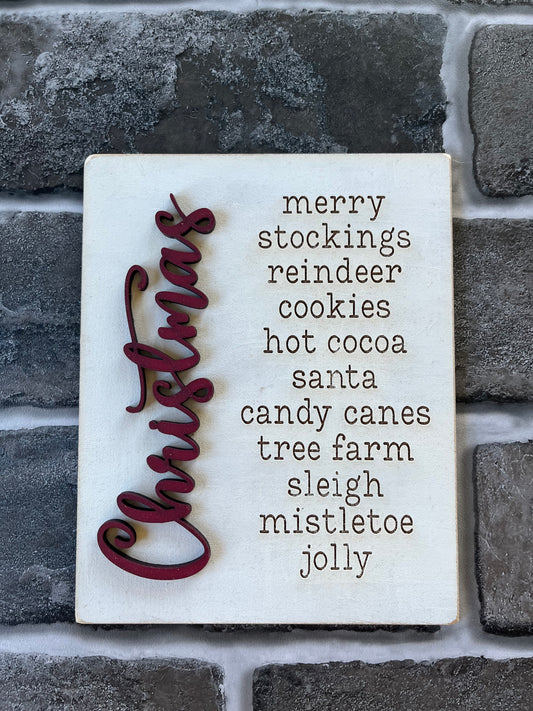 Christmas
merry
stockings
reindeer
cookies
hot cocoa
santa
candy canes
tree farm
sleigh
mistletoe
jolly